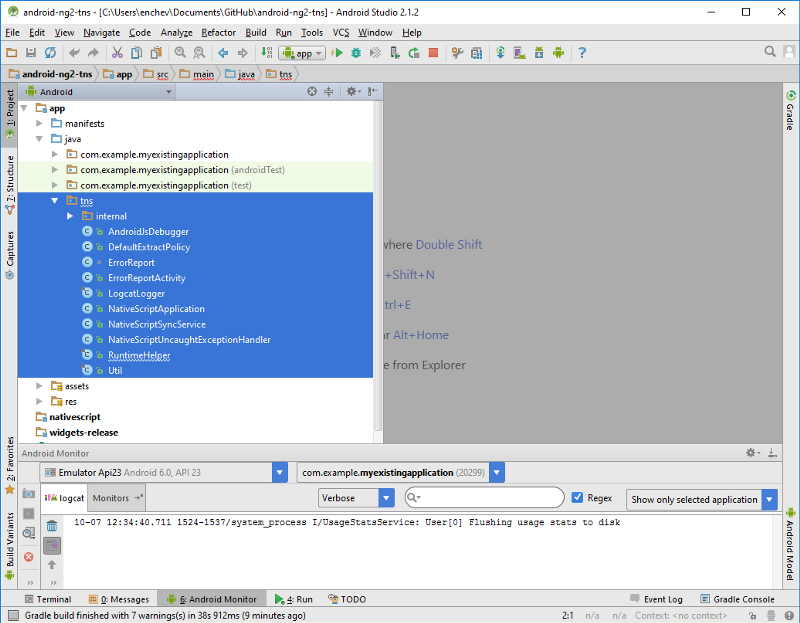 android-ng2-tns - [C:\Users\enchev\Documents\GitHub\android-ng2-tns] - Android Studio 2.1.2
File Edit View Navigate Code Analyze Refactor Build Run Tools VCS Window Help
app
android-ng2-tns app src main java tns
1: Project
7: Structure
Captures
2: Favorites
Build Variants
Gradle
Android Model
Android
app
manifests
java
com.example.myexistingapplication
com.example.myexistingapplication (androidTest)
com.example.myexistingapplication (test)
tns
internal
AndroidJsDebugger
DefaultExtractPolicy
ErrorReport
ErrorReportActivity
LogcatLogger
NativeScriptApplication
NativeScriptSyncService
NativeScriptUncaughtExceptionHandler
RuntimeHelper
Util
assets
res
nativescript
widgets-release
where Double Shift
+Shift+N
trl+E
ar Alt+Home
e from Explorer
Android Monitor
Emulator Api23 Android 6.0, API 23
com.example.myexistingapplication (20299)
logcat Monitors Verbose Regex Show only selected application
10-07 12:34:40.711 1524-1537/system_process I/UsageStatsService: User[0] Flushing usage stats to disk
Terminal 0: Messages 6: Android Monitor 4: Run TODO Event Log Gradle Console
Gradle build finished with 7 warnings(s) in 38s 912ms (9 minutes ago) 2:1 n/a n/a Context: <no context>